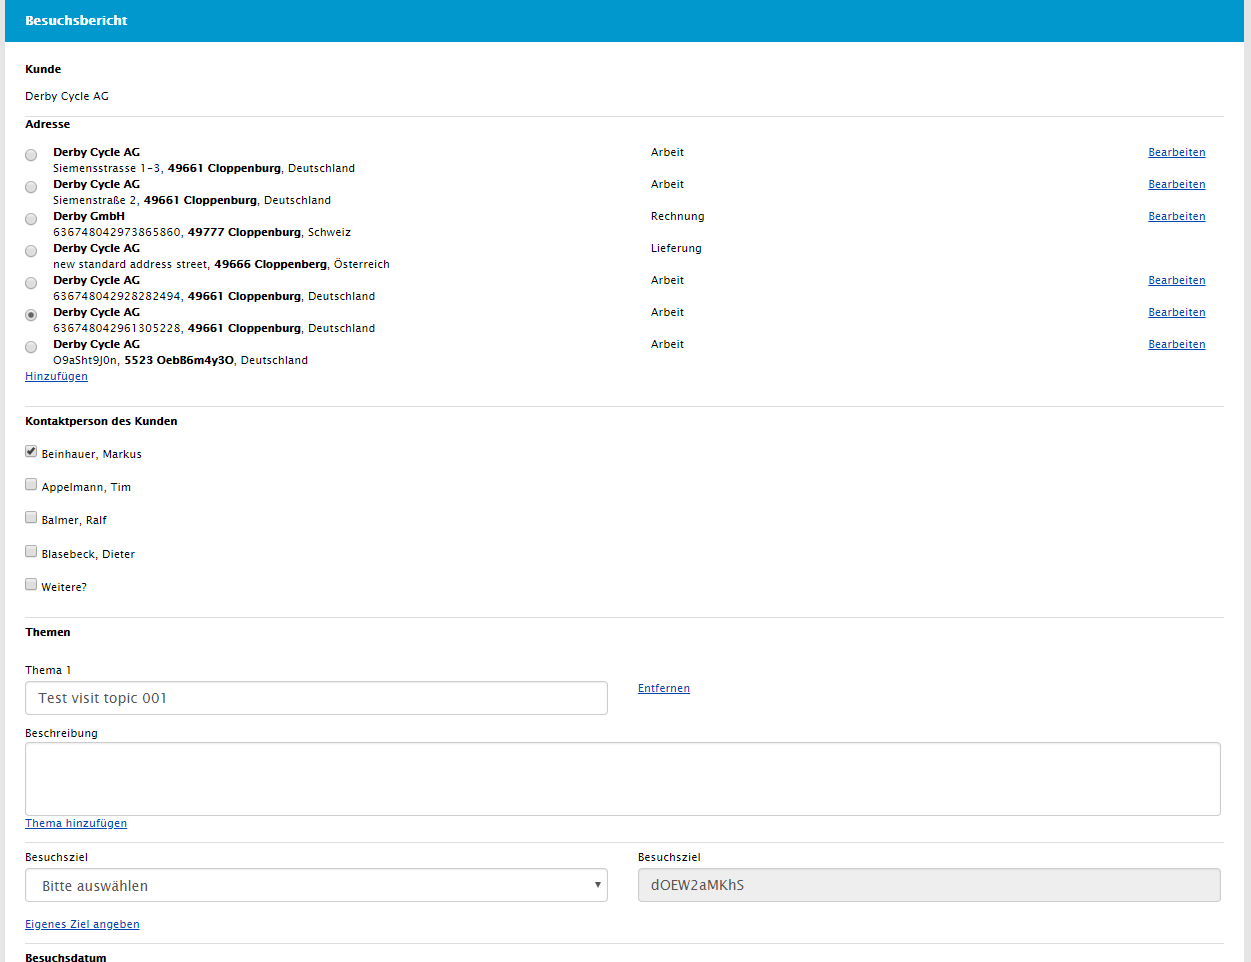 Besuchsbericht
Kunde
Derby Cycle AG
Adresse
Derby Cycle AG Arbeit Bearbeiten
Siemensstrasse 1-3, 49661 Cloppenburg, Deutschland
Derby Cycle AG Arbeit Bearbeiten
Siemenstraße 2, 49661 Cloppenburg, Deutschland
Derby GmbH Rechnung Bearbeiten
636748042973865860, 49777 Cloppenburg, Schweiz
Derby Cycle AG Lieferung
new standard address street, 49666 Cloppenberg, Österreich
Derby Cycle AG Arbeit Bearbeiten
636748042928282494, 49661 Cloppenburg, Deutschland
Derby Cycle AG Arbeit Bearbeiten
636748042961305228, 49661 Cloppenburg, Deutschland
Derby Cycle AG Arbeit Bearbeiten
O9aSht9J0n, 5523 OebB6m4y3O, Deutschland
Hinzufügen
Kontaktperson des Kunden
Beinhauer, Markus
Appelmann, Tim
Balmer, Ralf
Blasebeck, Dieter
Weitere?
Themen
Thema 1
Test visit topic 001 Entfernen
Beschreibung
Thema hinzufügen
Besuchsziel Besuchsziel
Bitte auswählen dOEW2aMKhS
Eigenes Ziel angeben
Besuchsdatum